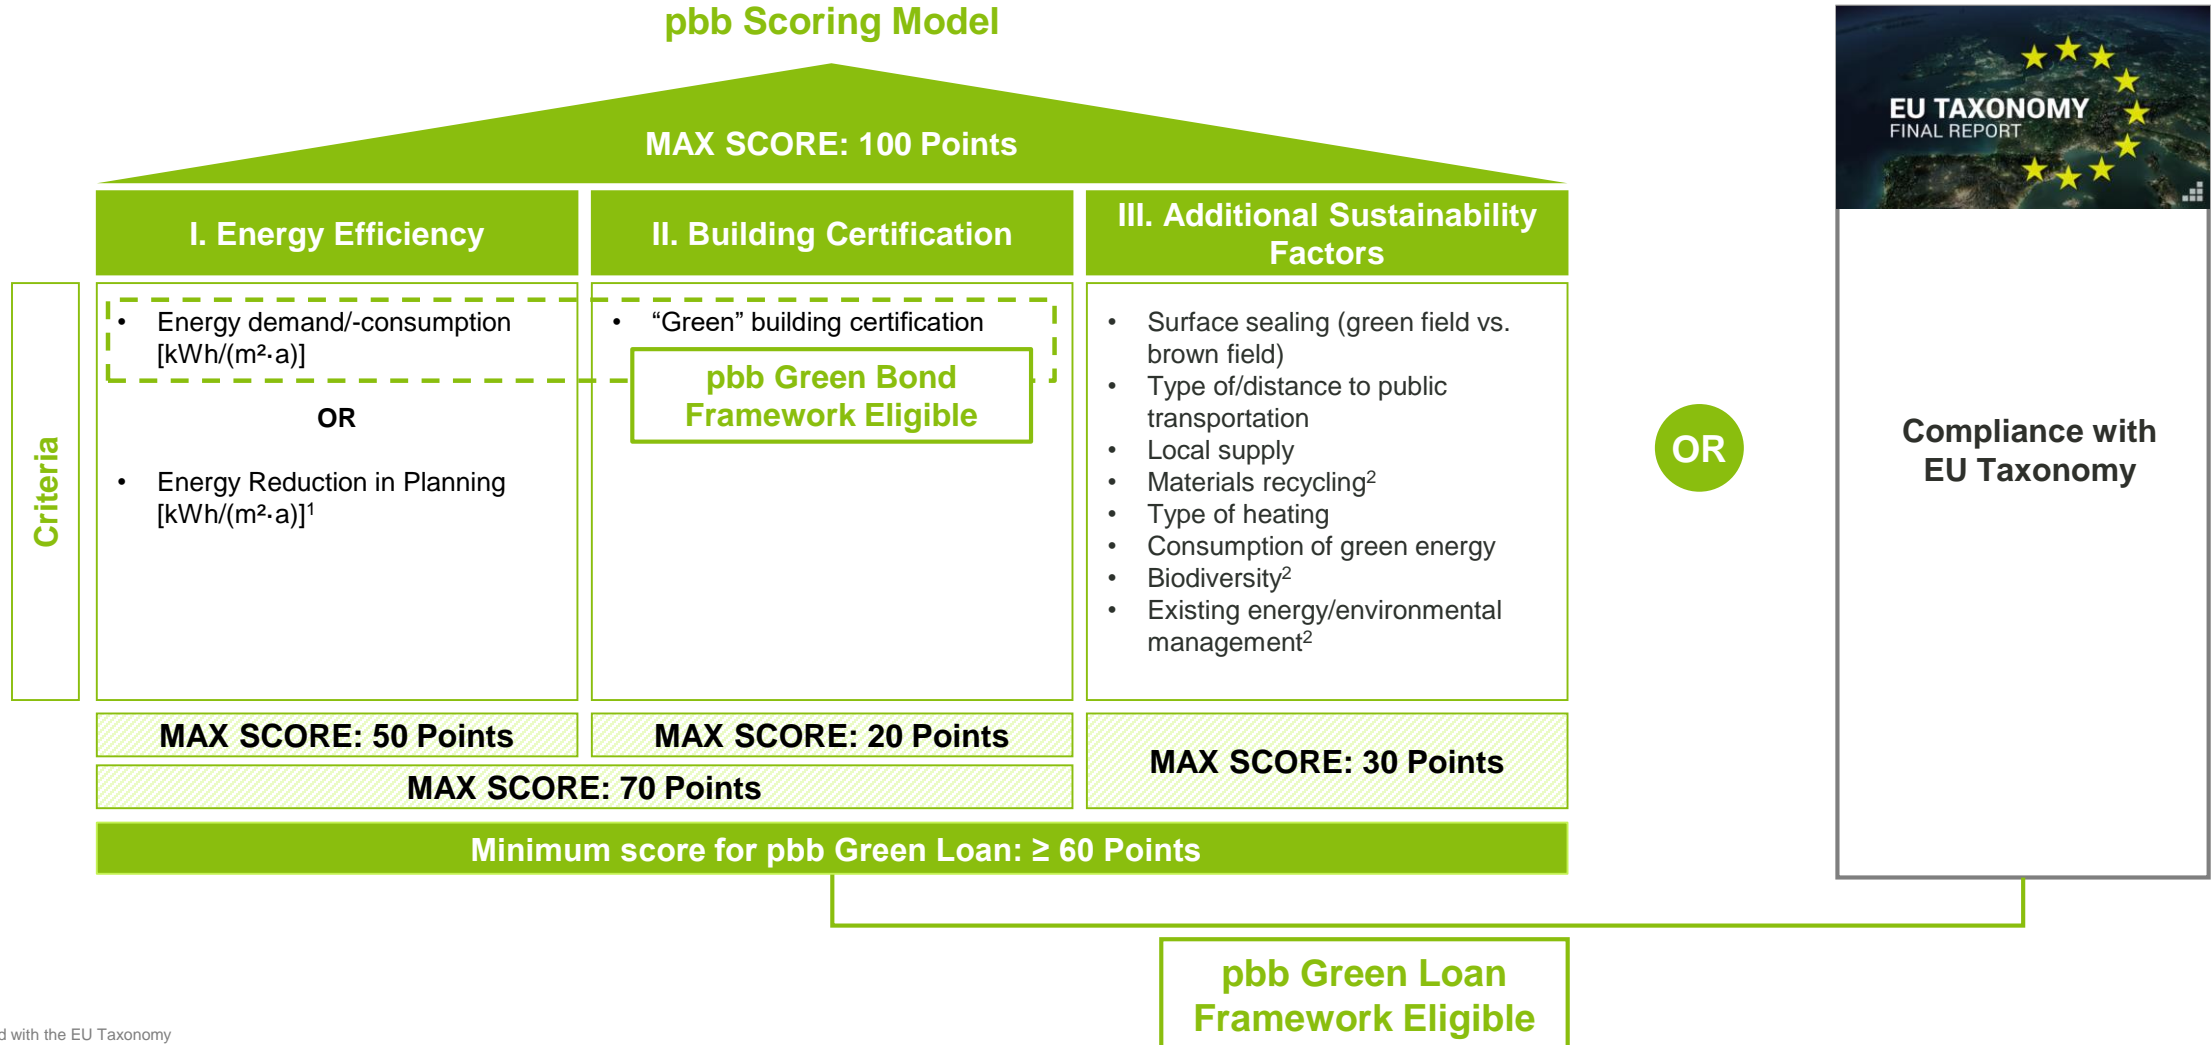 pbb Scoring Model
MAX SCORE: 100 Points
I. Energy Efficiency
II. Building Certification
III. Additional Sustainability
Factors
Criteria
• Energy demand/-consumption
[kWh/(m²·a)]
OR
• Energy Reduction in Planning
[kWh/(m²·a)]¹
• “Green” building certification
pbb Green Bond
Framework Eligible
• Surface sealing (green field vs.
brown field)
• Type of/distance to public
transportation
• Local supply
• Materials recycling²
• Type of heating
• Consumption of green energy
• Biodiversity²
• Existing energy/environmental
management²
MAX SCORE: 50 Points
MAX SCORE: 20 Points
MAX SCORE: 70 Points
MAX SCORE: 30 Points
Minimum score for pbb Green Loan: ≥ 60 Points
OR
EU TAXONOMY
FINAL REPORT
Compliance with
EU Taxonomy
pbb Green Loan
Framework Eligible
with the EU Taxonomy